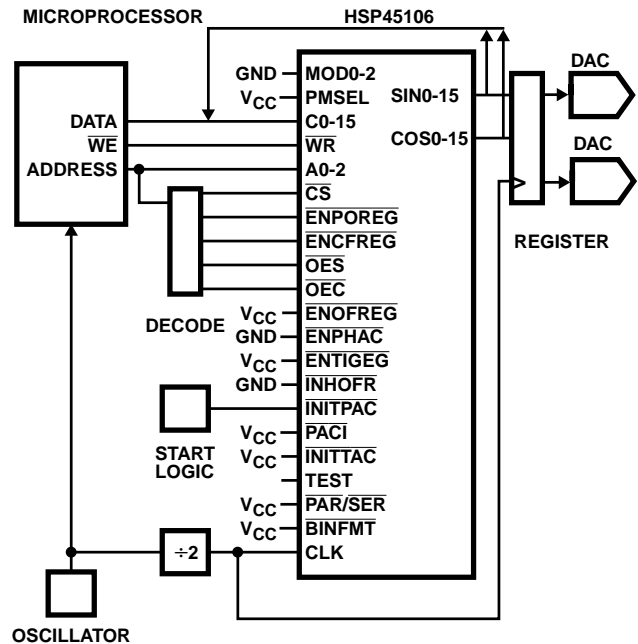 MICROPROCESSOR
HSP45106
DAC
GND
MOD0-2
VCC
PMSEL
SIN0-15
DATA
C0-15
WE
WR
COS0-15
ADDRESS
A0-2
DAC
CS
ENPOREG
ENCFREG
REGISTER
OES
OEC
DECODE
VCC
ENOFREG
GND
ENPHAC
VCC
ENTIGEG
GND
INHOFR
INITPAC
START
LOGIC
VCC
PACI
VCC
INITTAC
TEST
VCC
PAR/SER
VCC
BINFMT
÷2
CLK
OSCILLATOR